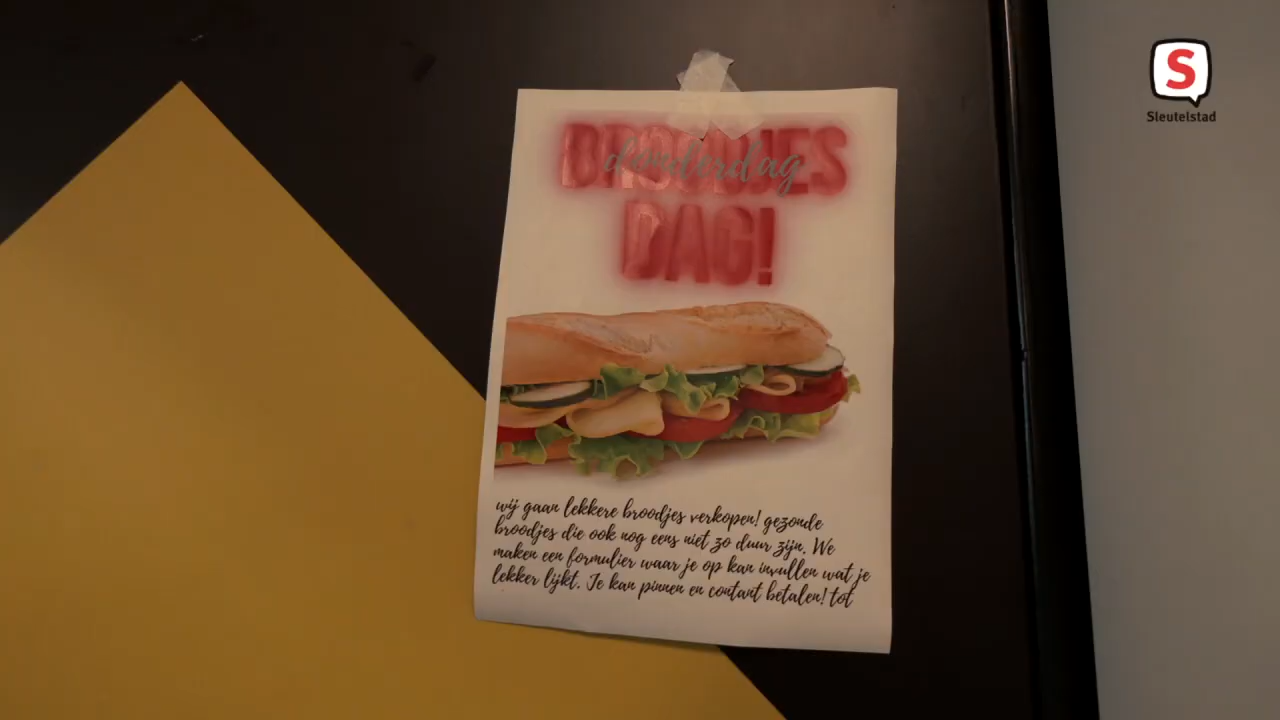 S
Sleutelstad
BROODJES
donderdag
DAG!
wij gaan lekkere broodjes verkopen! gezonde
broodjes die ook nog eens niet zo duur zijn. We
maken een formulier waar je op kan invullen wat je
lekker lijkt. Je kan pinnen en contant betalen! tot